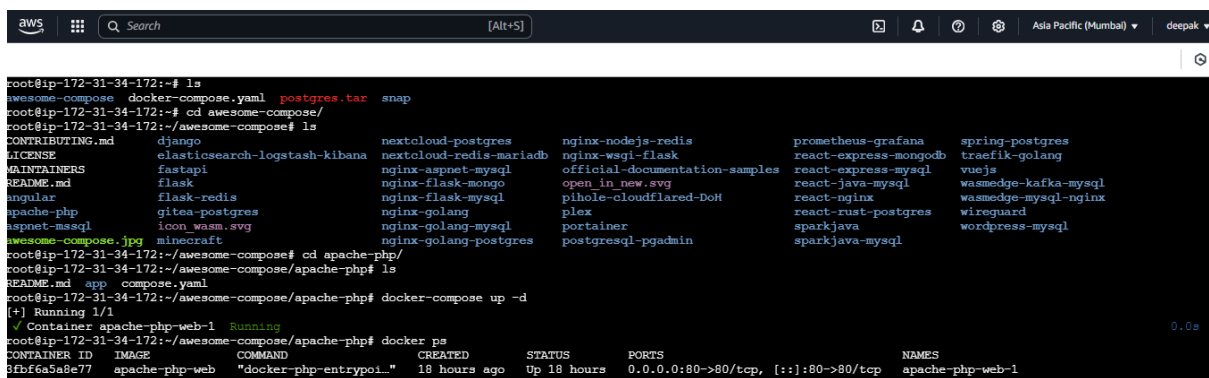 aws Search [Alt+S] Asia Pacific (Mumbai) deepak
root@ip-172-31-34-172:~# ls
awesome-compose docker-compose.yaml postgres.tar snap
root@ip-172-31-34-172:~# cd awesome-compose/
root@ip-172-31-34-172:~/awesome-compose# ls
CONTRIBUTING.md django nextcloud-postgres nginx-nodejs-redis prometheus-grafana spring-postgres
LICENSE elasticsearch-logstash-kibana nextcloud-redis-mariadb nginx-wsgi-flask react-express-mongodb traefik-golang
MAINTAINERS fastapi nginx-aspnet-mysql official-documentation-samples react-express-mysql vuejs
README.md flask nginx-flask-mongo open_in_new.svg react-java-mysql wasmedge-kafka-mysql
angular flask-redis nginx-flask-mysql pihole-cloudflared-DoH react-nginx wasmedge-mysql-nginx
apache-php gitea-postgres nginx-golang plex react-rust-postgres wireguard
aspnet-mssql icon_wasm.svg nginx-golang-mysql portainer sparkjava wordpress-mysql
awesome-compose.jpg minecraft nginx-golang-postgres postgresql-pgadmin sparkjava-mysql
root@ip-172-31-34-172:~/awesome-compose# cd apache-php/
root@ip-172-31-34-172:~/awesome-compose/apache-php# ls
README.md app compose.yaml
root@ip-172-31-34-172:~/awesome-compose/apache-php# docker-compose up -d
[+] Running 1/1
✓ Container apache-php-web-1 Running 0.0s
root@ip-172-31-34-172:~/awesome-compose/apache-php# docker ps
CONTAINER ID IMAGE COMMAND CREATED STATUS PORTS NAMES
3fbf6a5a8e77 apache-php-web "docker-php-entrypoi…" 18 hours ago Up 18 hours 0.0.0.0:80->80/tcp, [::]:80->80/tcp apache-php-web-1